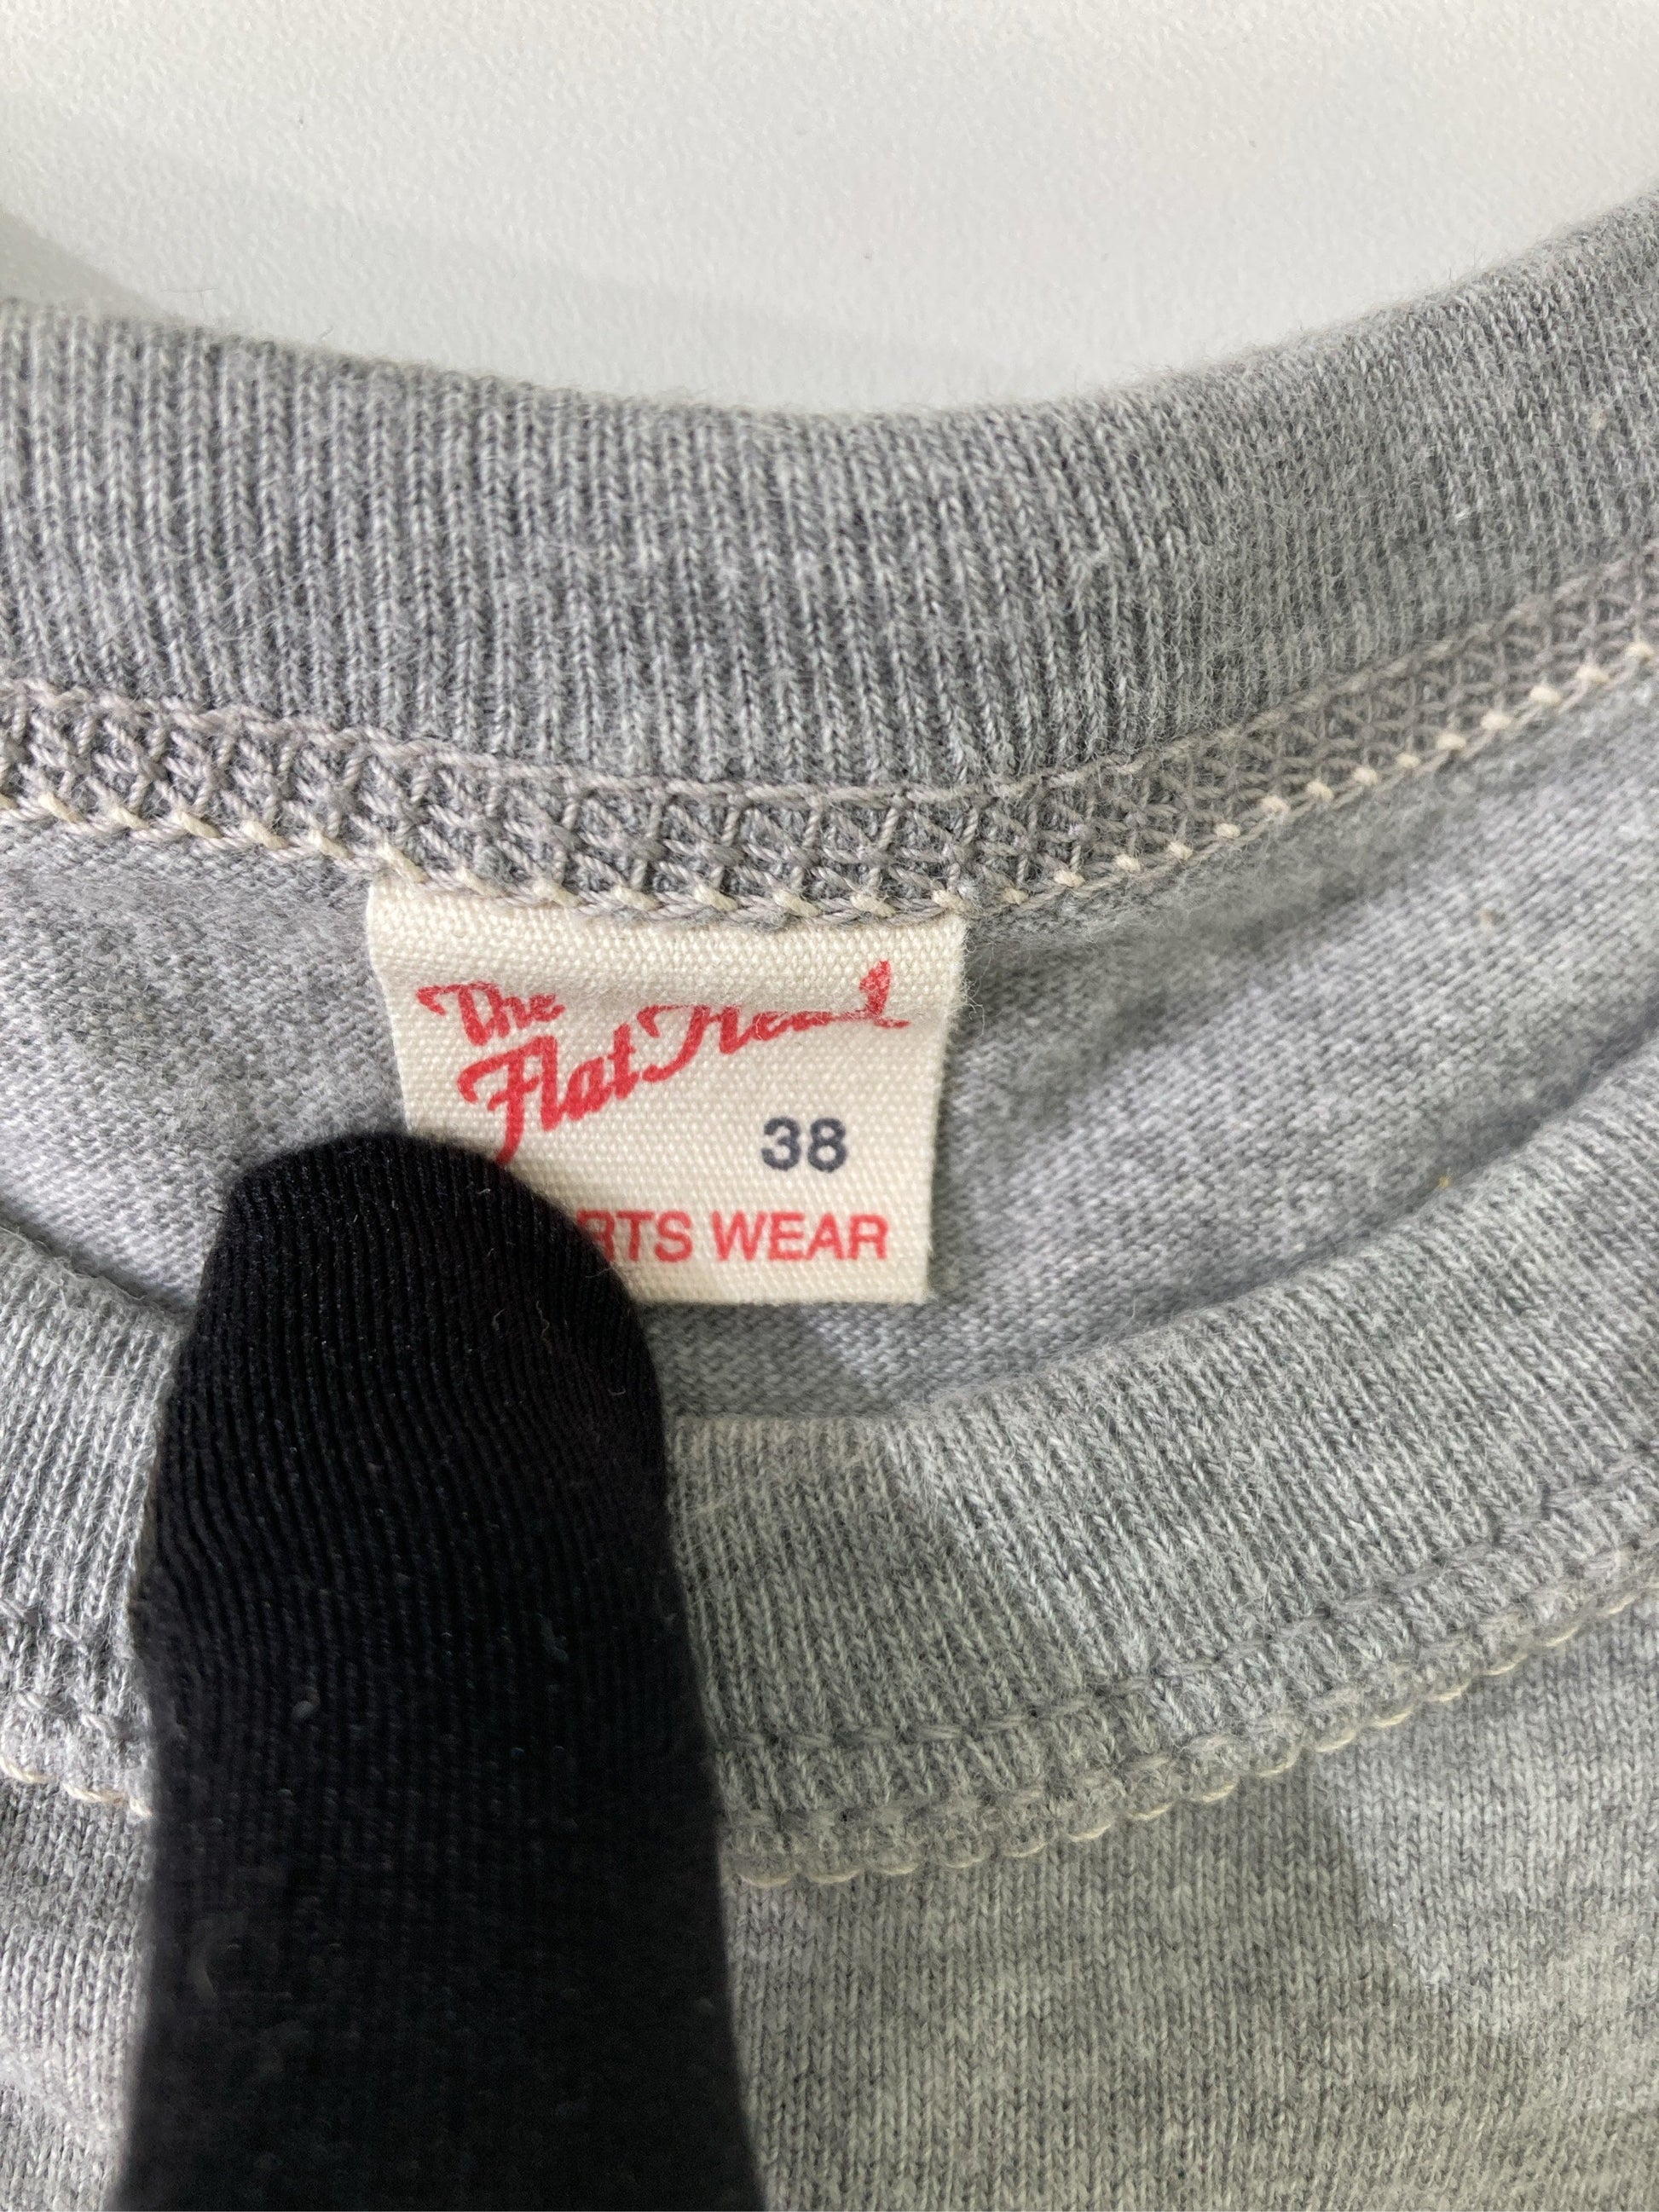 The
Flat Head
38
RTS WEAR